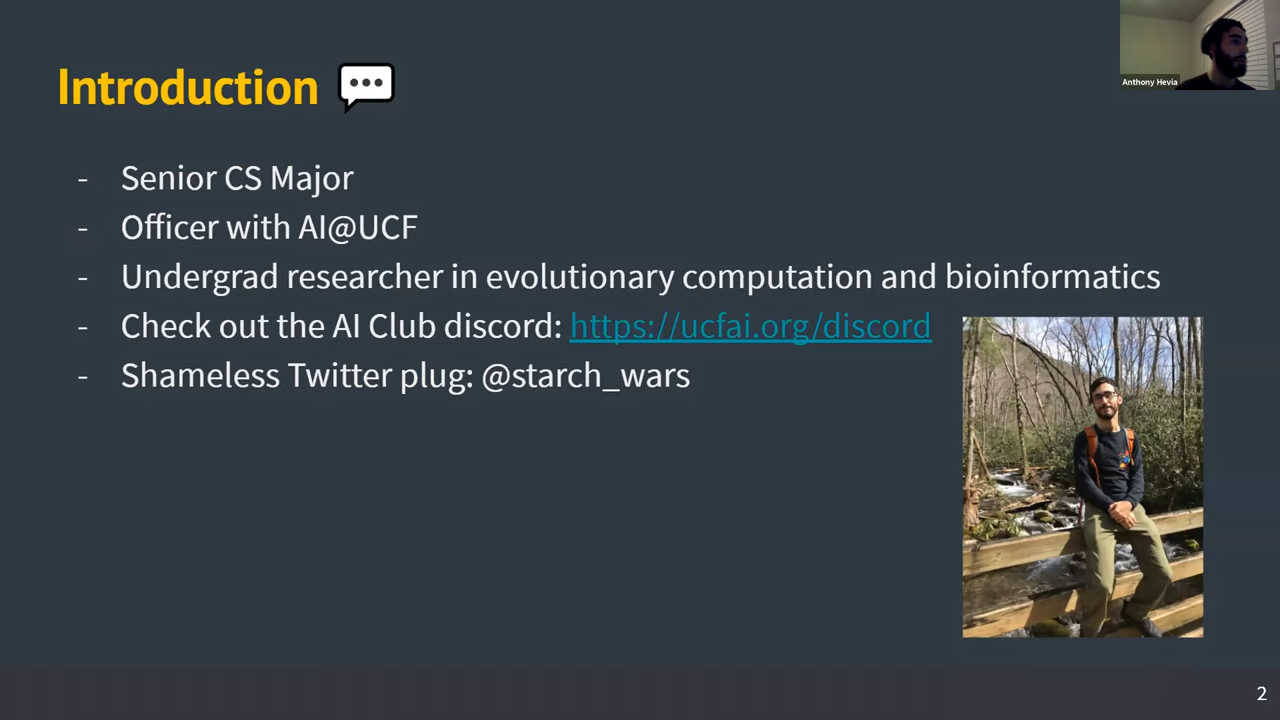 Introduction
Anthony Hevia
- Senior CS Major
- Officer with AI@UCF
- Undergrad researcher in evolutionary computation and bioinformatics
- Check out the AI Club discord: https://ucfai.org/discord
- Shameless Twitter plug: @starch_wars
2